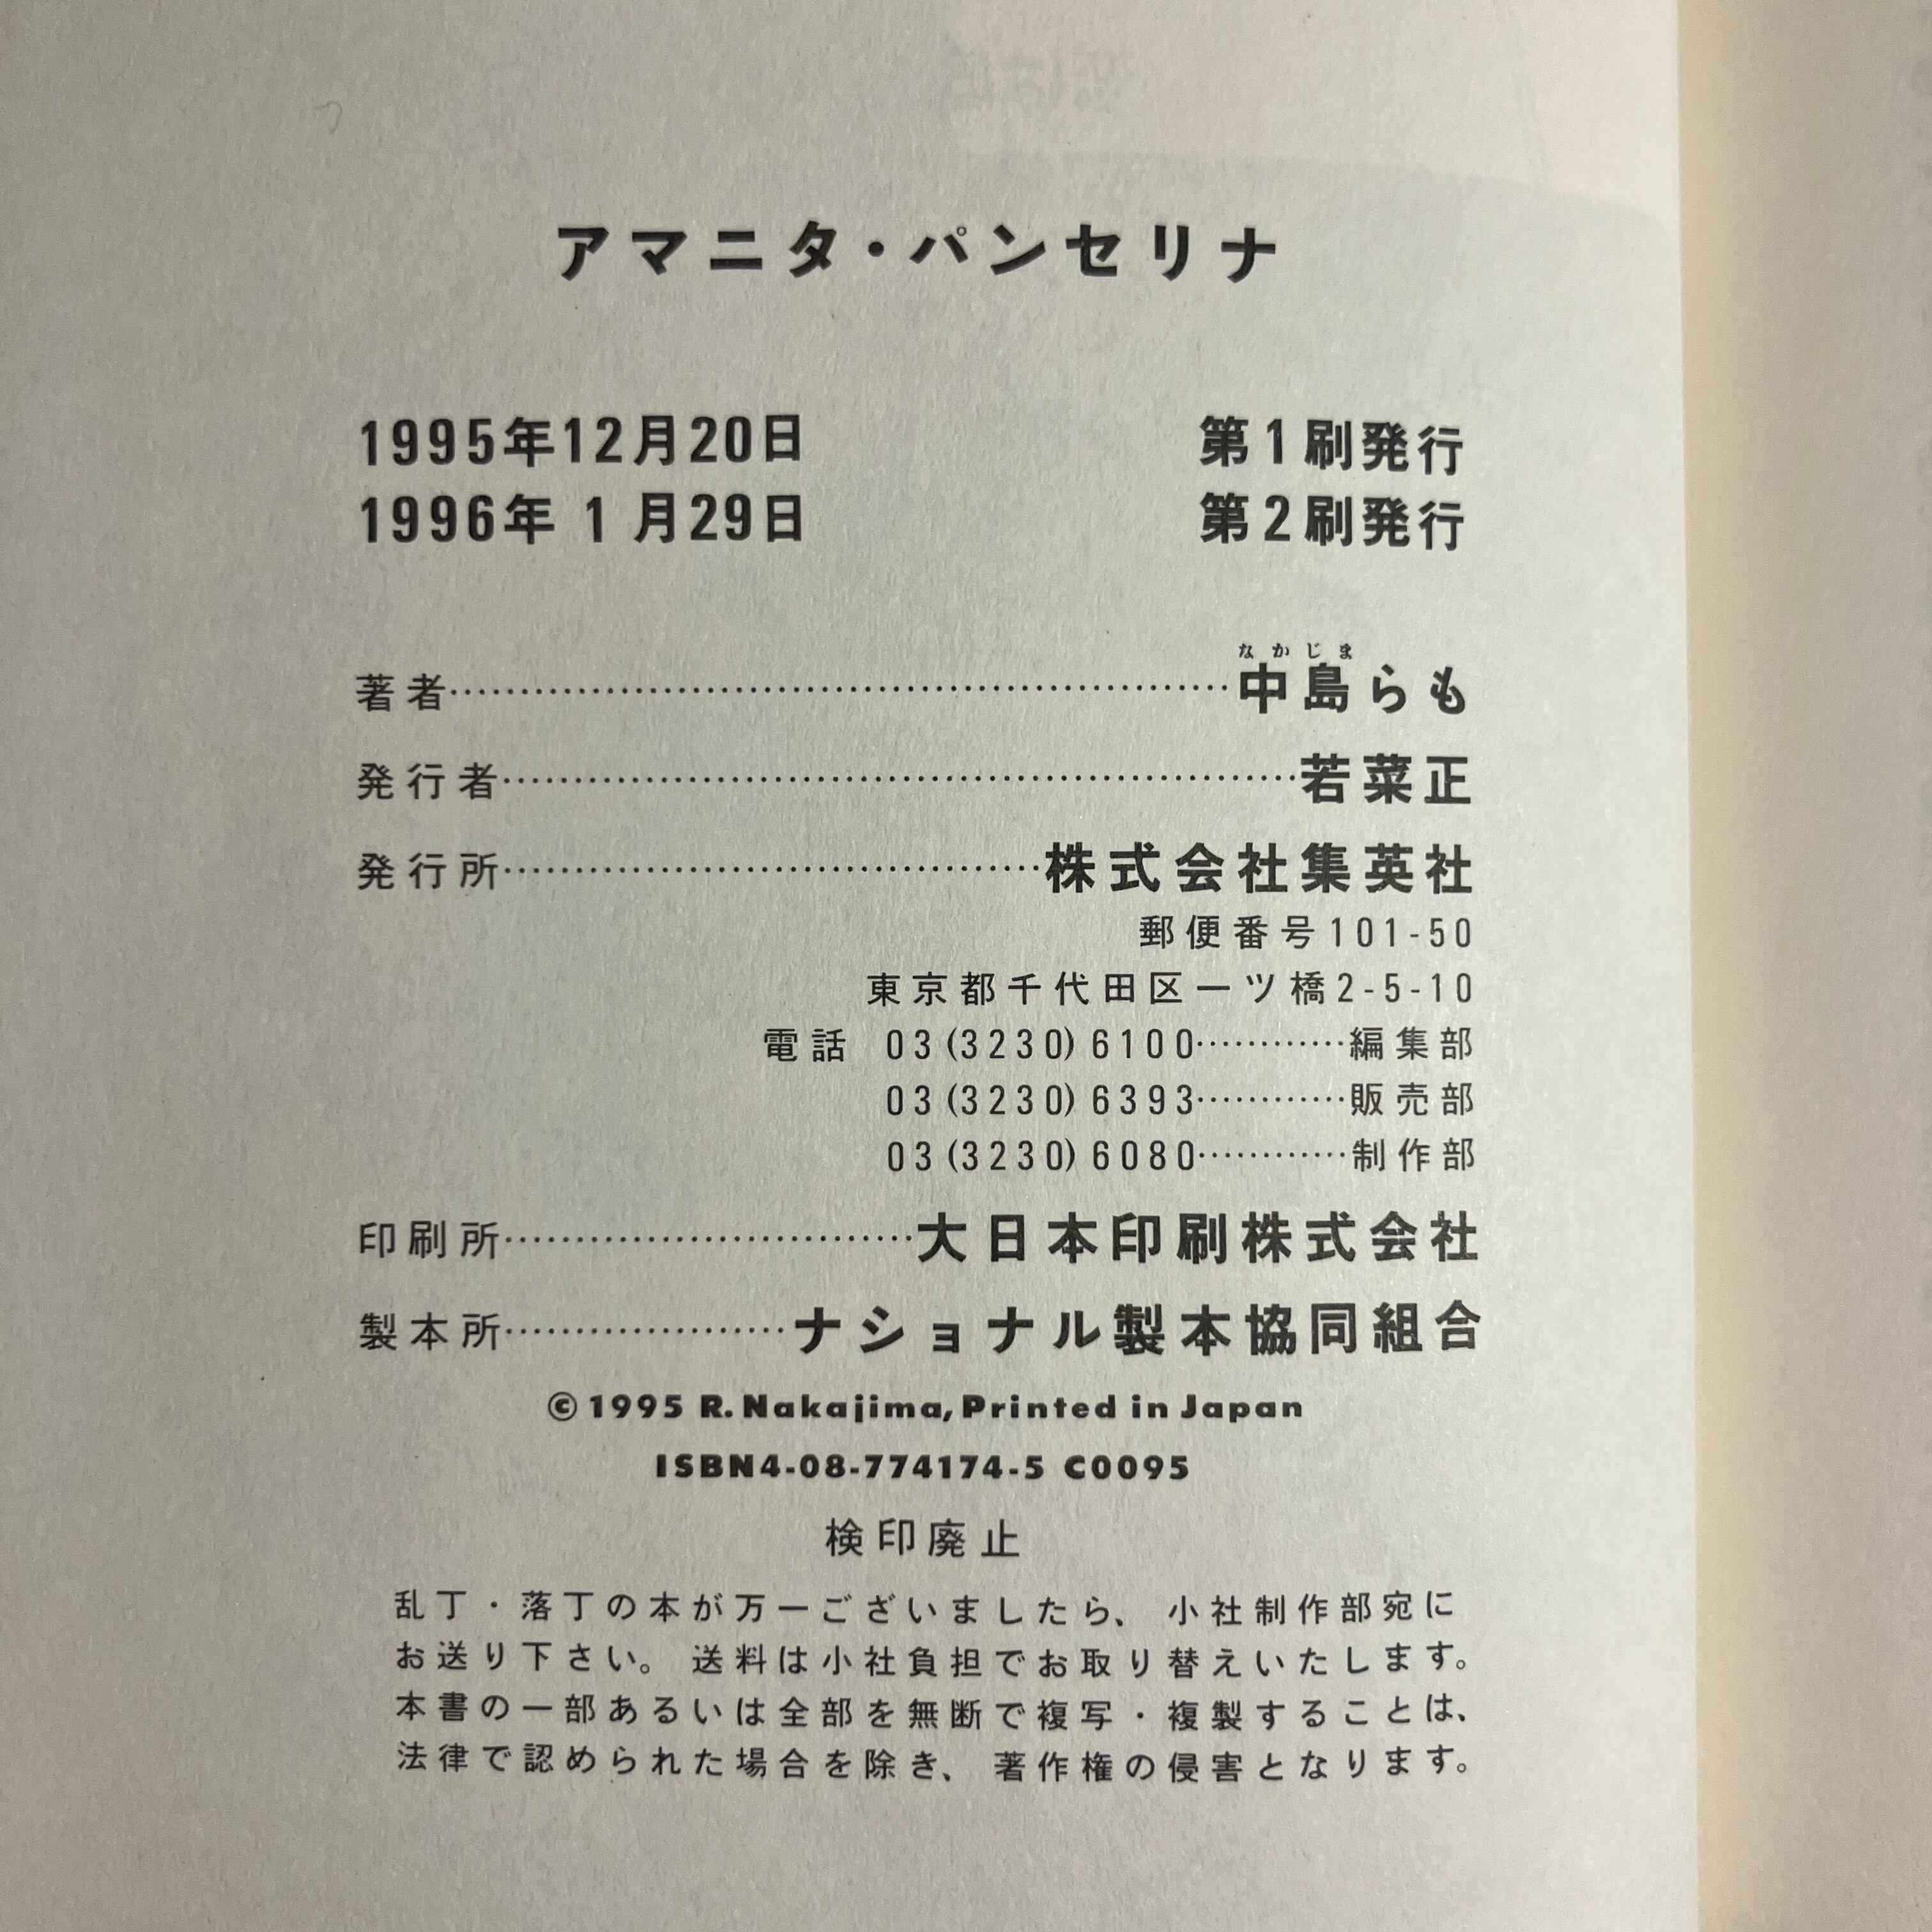 アマニタ・パンセリナ
1995年12月20日 第1刷発行
1996年1月29日 第2刷発行
なかじま
著者…………中島らも
発行者…………若菜正
発行所…………株式会社集英社
郵便番号101-50
東京都千代田区一ツ橋2-5-10
電話 03(3230)6100…………編集部
03(3230)6393…………販売部
03(3230)6080…………制作部
印刷所…………大日本印刷株式会社
製本所…………ナショナル製本協同組合
©1995 R.Nakajima,Printed in Japan
ISBN4-08-774174-5 C0095
検印廃止
乱丁・落丁の本が万一ございましたら、小社制作部宛に
お送り下さい。送料は小社負担でお取り替えいたします。
本書の一部あるいは全部を無断で複写・複製することは、
法律で認められた場合を除き、著作権の侵害となります。